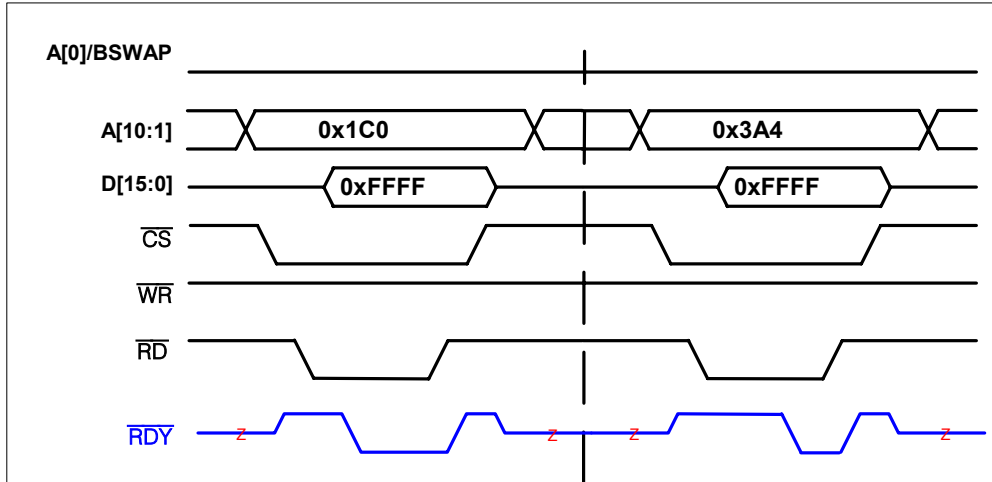 A[0]/BSWAP
A[10:1] 0x1C0 0x3A4
D[15:0] 0xFFFF 0xFFFF
CS
WR
RD
RDY Z Z Z Z